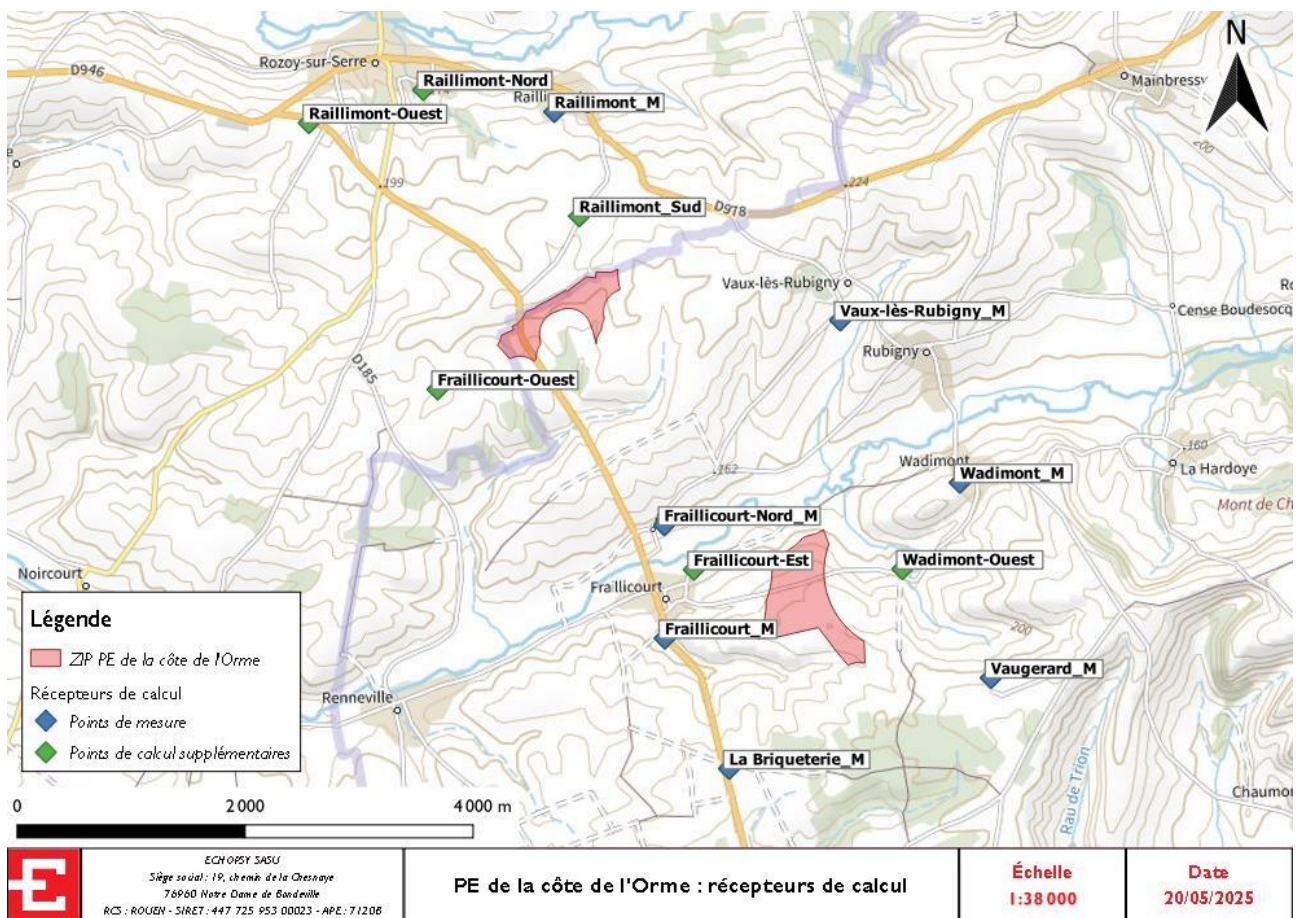 N
Rozoy-sur-Serre
D946
Raillimont-Nord
Raillimont_M
Mainbressy
Raillimont-Ouest
200
199
224
Raillimont_Sud
D978
Vaux-lès-Rubigny
Cense Boudesocq
Vaux-lès-Rubigny_M
Rubigny
D185
Fraillicourt-Ouest
160
Wadimont
La Hardoye
162
Wadimont_M
Mont de Ch
Fraillicourt-Nord_M
Fraillicourt-Est
Wadimont-Ouest
Noircourt
Fraillicourt
Fraillicourt_M
200
Vaugerard_M
Renneville
La Briqueterie_M
Rau de Trion
Chaumon
Légende
ZIP PE de la côte de l'Orme
Récepteurs de calcul
Points de mesure
Points de calcul supplémentaires
0 2 000 4 000 m
E
ECHOPSY SASU
Siège social : 19, chemin de la Chesnaye
76960 Notre Dame de Bondeville
RCS : ROUEN - SIRET : 447 725 953 00023 - APE : 7120B
PE de la côte de l'Orme : récepteurs de calcul
Échelle
1:38 000
Date
20/05/2025